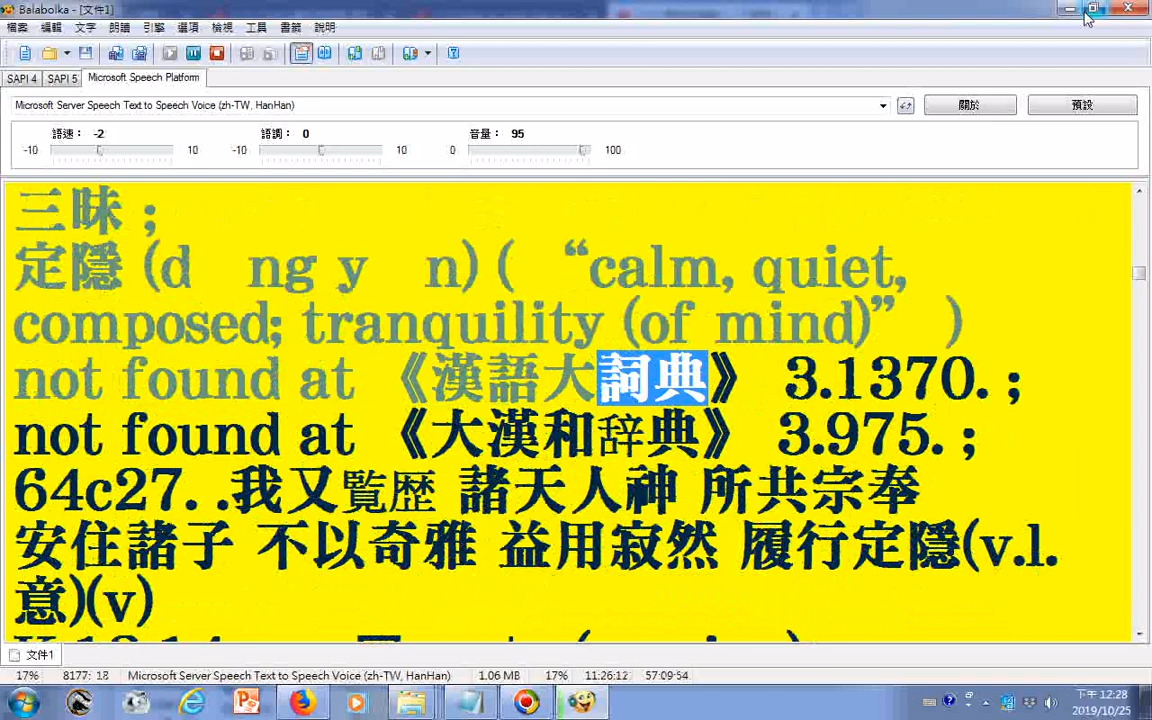 Balabolka - [文件1]
檔案 編輯 文字 朗誦 引擎 選項 檢視 工具 書籤 說明
SAPI 4 SAPI 5 Microsoft Speech Platform
Microsoft Server Speech Text to Speech Voice (zh-TW, HanHan) 關於 預設
語速： -2 語調： 0 音量： 95
-10 10 -10 10 0 100
三昧；
定隱 (d ng y n) ( “calm, quiet,
composed; tranquility (of mind)” )
not found at 《漢語大詞典》 3.1370. ;
not found at 《大漢和辞典》 3.975. ;
64c27. .我又覧歴 諸天人神 所共宗奉
安住諸子 不以奇雅 益用寂然 履行定隱(v.l.
意)(v)
文件1
17% 8177: 18 Microsoft Server Speech Text to Speech Voice (zh-TW, HanHan) 1.06 MB 17% 11:26:12 57:09:54
下午 12:28
2019/10/25